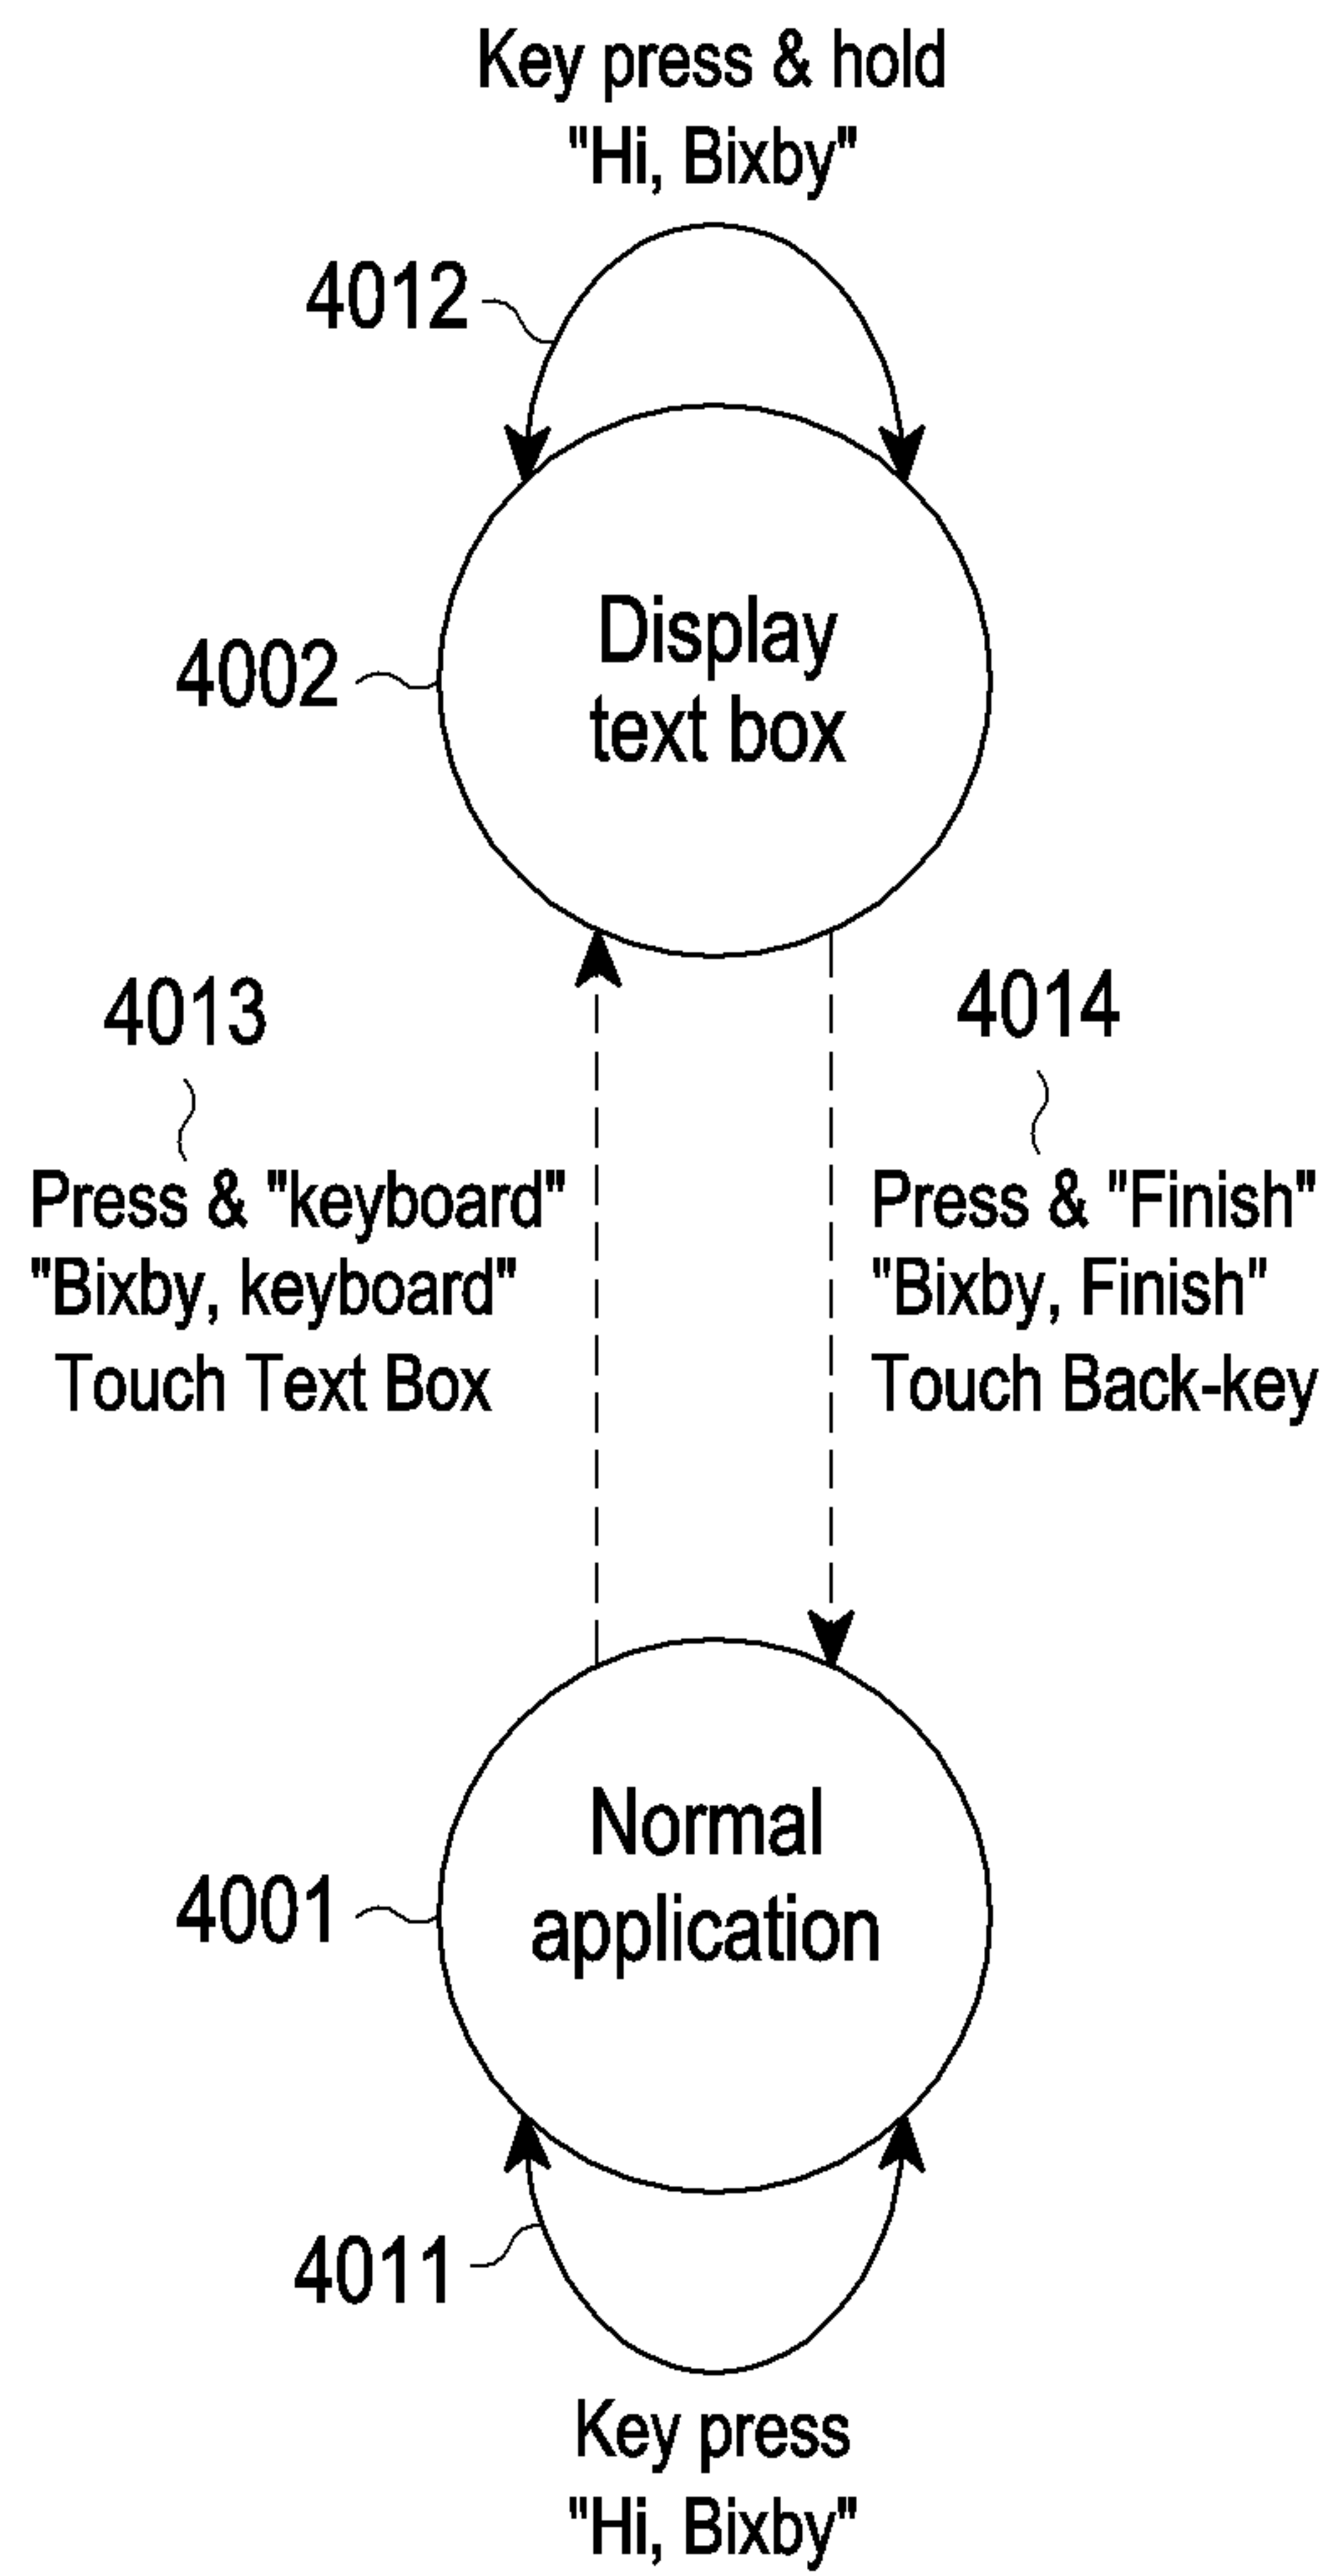 Key press & hold
"Hi, Bixby"
4012
4002
Display
text box
4013
Press & "keyboard"
"Bixby, keyboard"
Touch Text Box
4014
Press & "Finish"
"Bixby, Finish"
Touch Back-key
4001
Normal
application
4011
Key press
"Hi, Bixby"